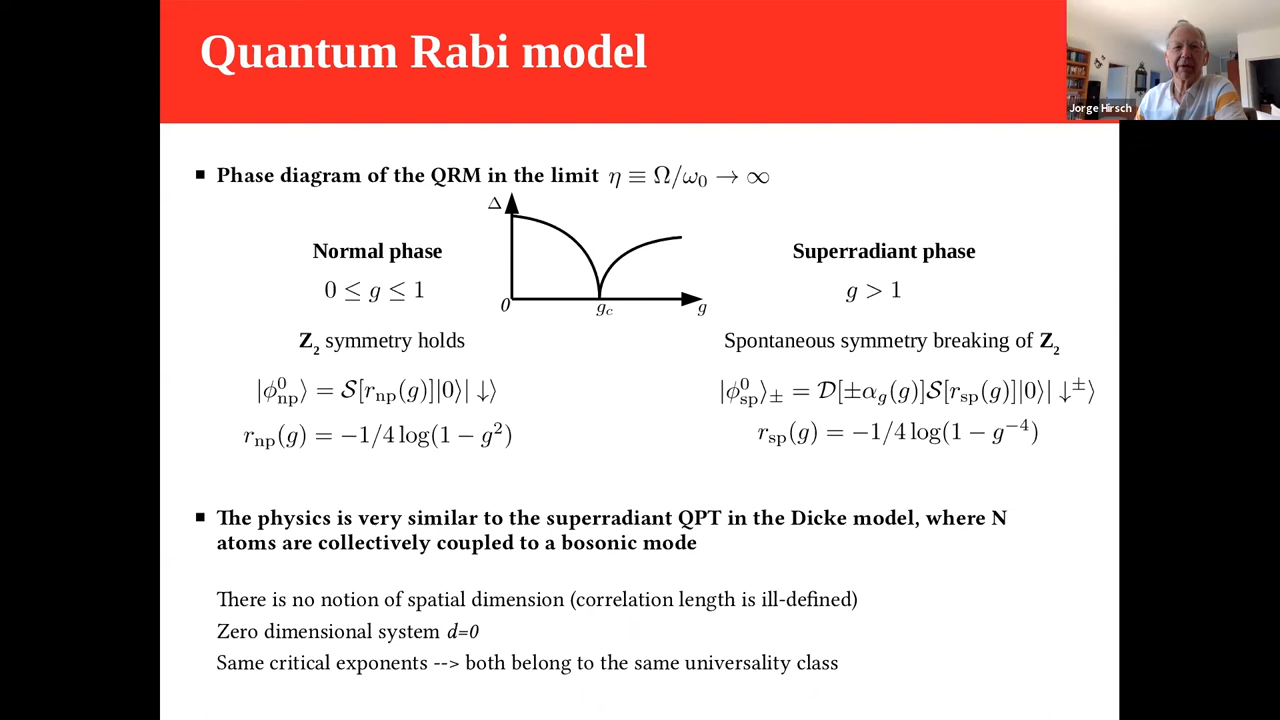 Quantum Rabi model
Jorge Hirsch
▪ Phase diagram of the QRM in the limit η ≡ Ω/ω₀ → ∞
Δ
0
g_c
g
Normal phase
0 ≤ g ≤ 1
Z₂ symmetry holds
|ϕ⁰_np⟩ = 𝒮[r_np(g)]|0⟩| ↓⟩
r_np(g) = −1/4 log(1 − g²)
Superradiant phase
g > 1
Spontaneous symmetry breaking of Z₂
|ϕ⁰_sp⟩_± = 𝒟[±α_g(g)]𝒮[r_sp(g)]|0⟩| ↓^±⟩
r_sp(g) = −1/4 log(1 − g⁻⁴)
▪ The physics is very similar to the superradiant QPT in the Dicke model, where N
atoms are collectively coupled to a bosonic mode
There is no notion of spatial dimension (correlation length is ill-defined)
Zero dimensional system d=0
Same critical exponents --> both belong to the same universality class